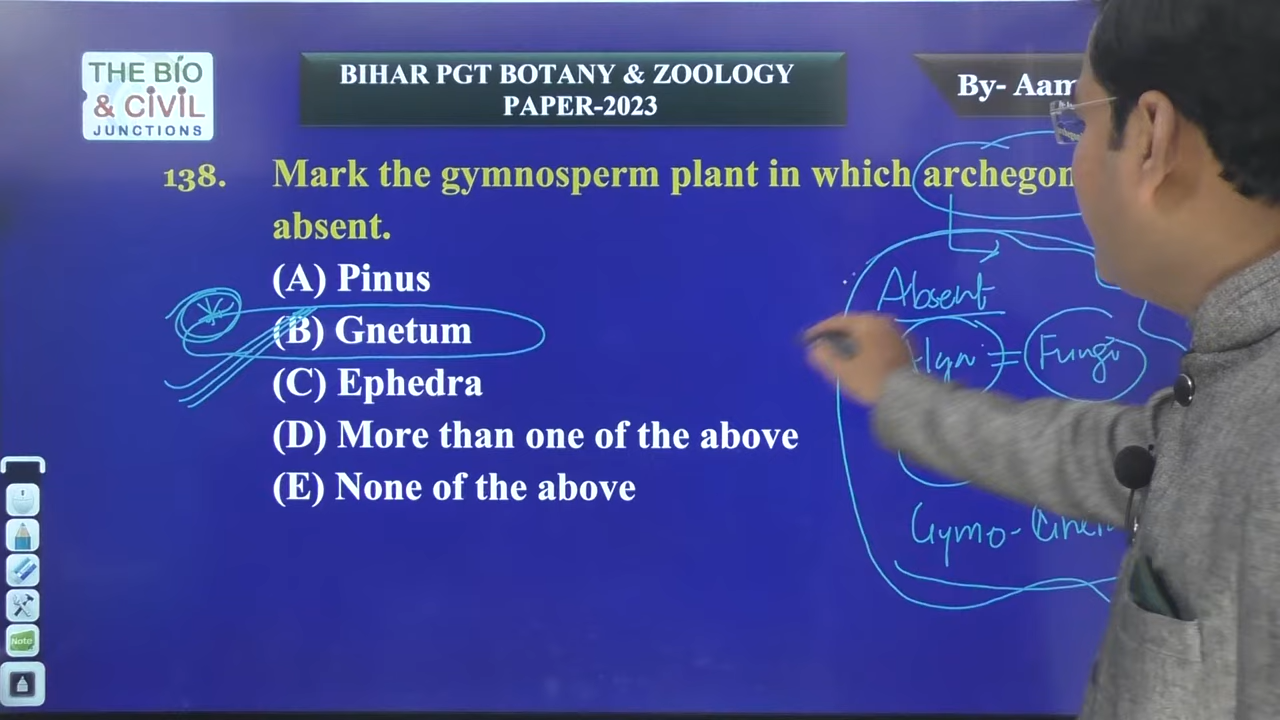 THE BIO
& CIVIL
JUNCTIONS
BIHAR PGT BOTANY & ZOOLOGY
PAPER-2023
By- Aam
138. Mark the gymnosperm plant in which archegon
absent.
(A) Pinus
(B) Gnetum
(C) Ephedra
(D) More than one of the above
(E) None of the above
Absent
= Fungi
Gymo-
Note